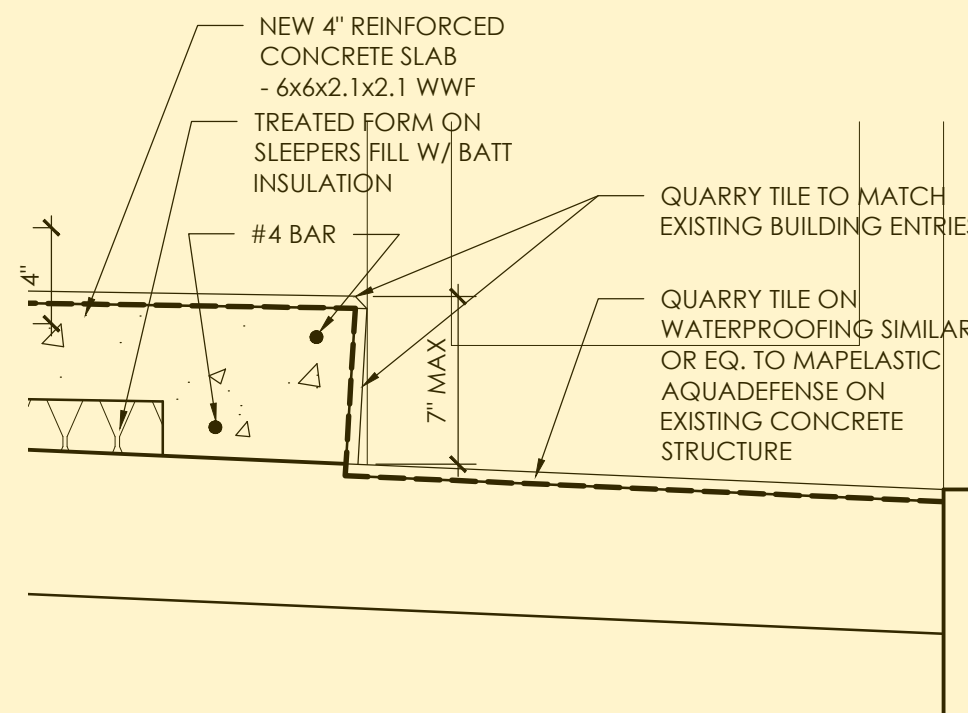 NEW 4" REINFORCED
CONCRETE SLAB
- 6x6x2.1x2.1 WWF
TREATED FORM ON
SLEEPERS FILL W/ BATT
INSULATION
#4 BAR
4"
7" MAX
QUARRY TILE TO MATCH
EXISTING BUILDING ENTRIES
QUARRY TILE ON
WATERPROOFING SIMILAR
OR EQ. TO MAPELASTIC
AQUADEFENSE ON
EXISTING CONCRETE
STRUCTURE